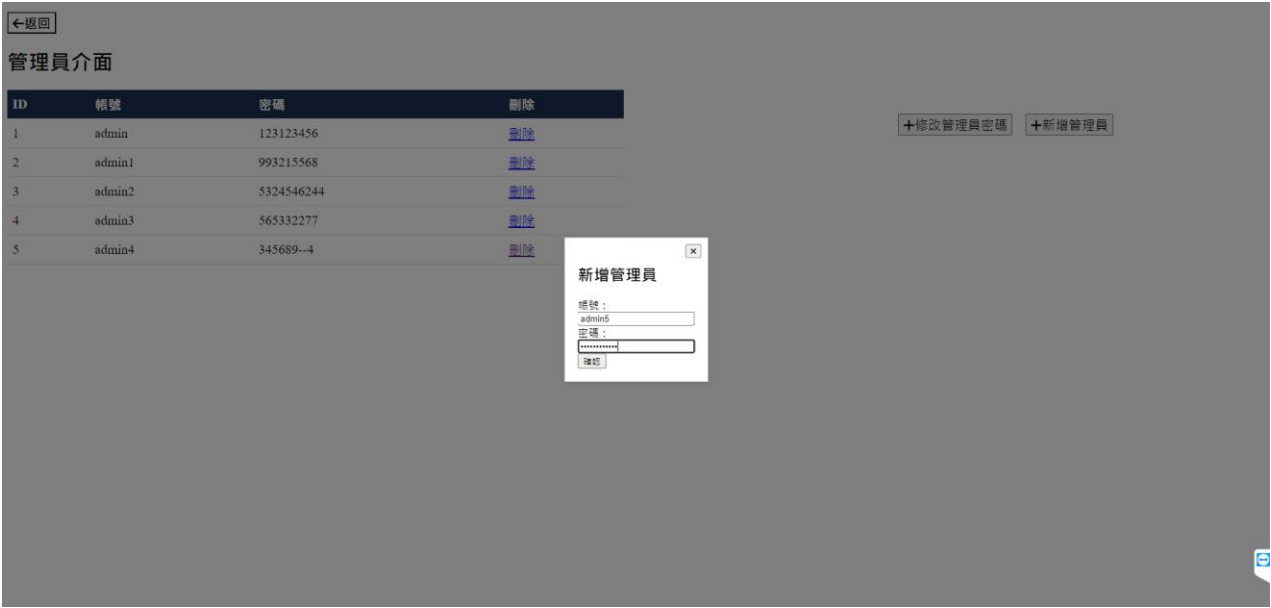 ←返回
管理員介面
ID 帳號 密碼 刪除
1 admin 123123456 刪除
2 admin1 993215568 刪除
3 admin2 5324546244 刪除
4 admin3 565332277 刪除
5 admin4 345689--4 刪除
+修改管理員密碼 +新增管理員
×
新增管理員
帳號：
admin5
密碼：
••••••••••••
確認